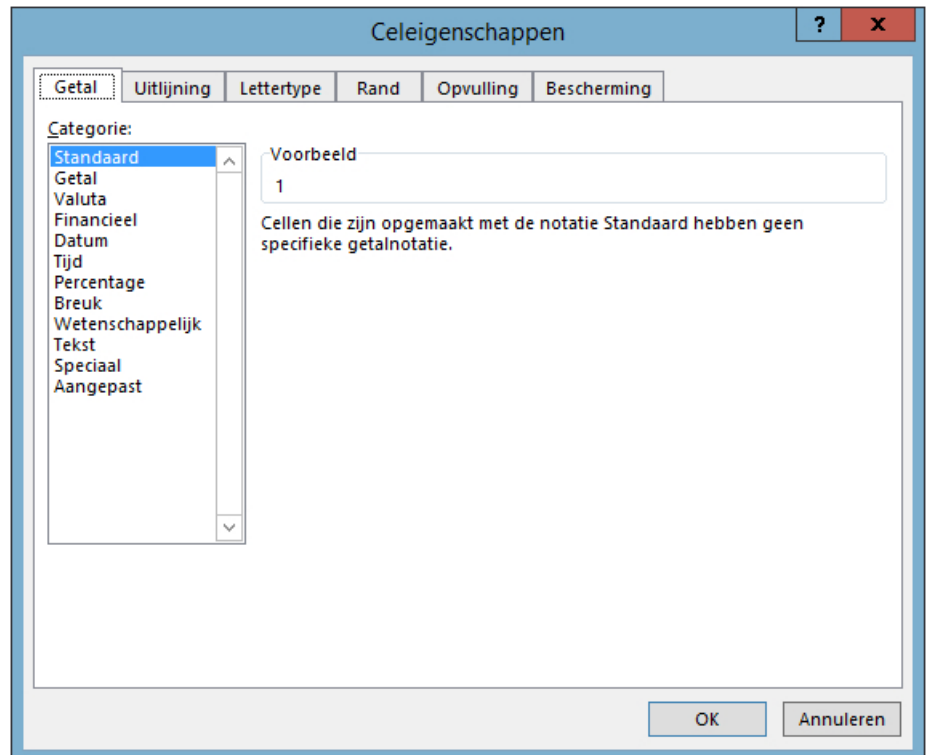 Celeigenschappen
?
x
Getal
Uitlijning
Lettertype
Rand
Opvulling
Bescherming
Categorie:
Standaard
Getal
Valuta
Financieel
Datum
Tijd
Percentage
Breuk
Wetenschappelijk
Tekst
Speciaal
Aangepast
Voorbeeld
1
Cellen die zijn opgemaakt met de notatie Standaard hebben geen
specifieke getalnotatie.
OK
Annuleren